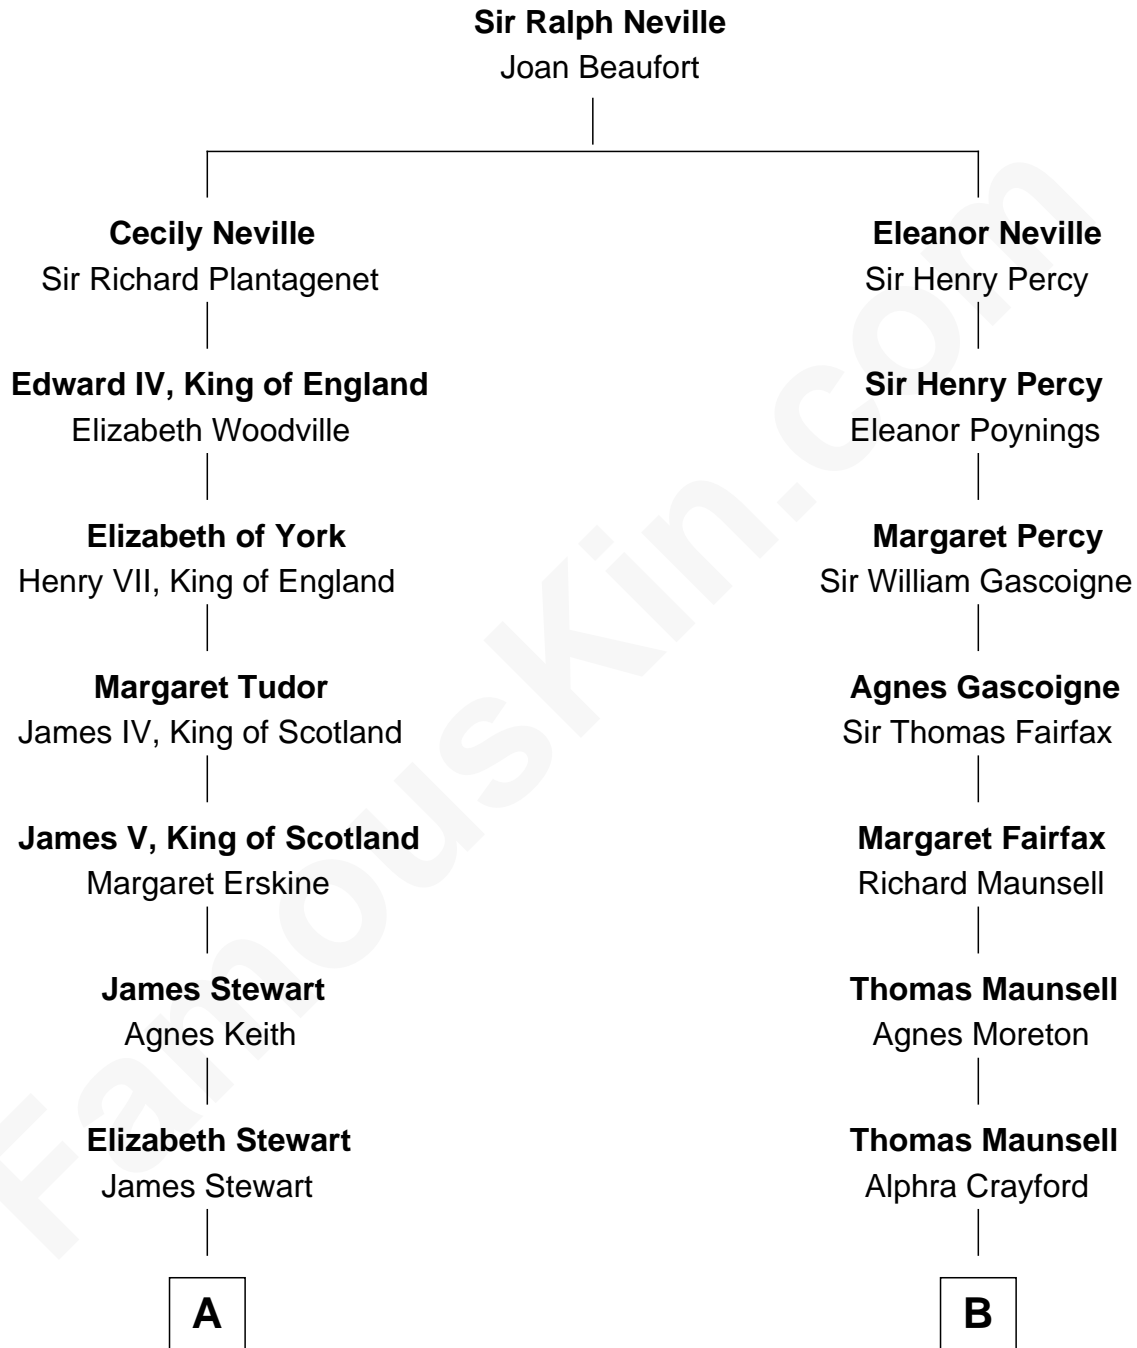 Sir Ralph Neville
Joan Beaufort
Cecily Neville
Sir Richard Plantagenet
Eleanor Neville
Sir Henry Percy
Edward IV, King of England
Elizabeth Woodville
Sir Henry Percy
Eleanor Poynings
Elizabeth of York
Henry VII, King of England
Margaret Percy
Sir William Gascoigne
Margaret Tudor
James IV, King of Scotland
Agnes Gascoigne
Sir Thomas Fairfax
James V, King of Scotland
Margaret Erskine
Margaret Fairfax
Richard Maunsell
James Stewart
Agnes Keith
Thomas Maunsell
Agnes Moreton
Elizabeth Stewart
James Stewart
Thomas Maunsell
Alphra Crayford
A
B
FamousKin.com